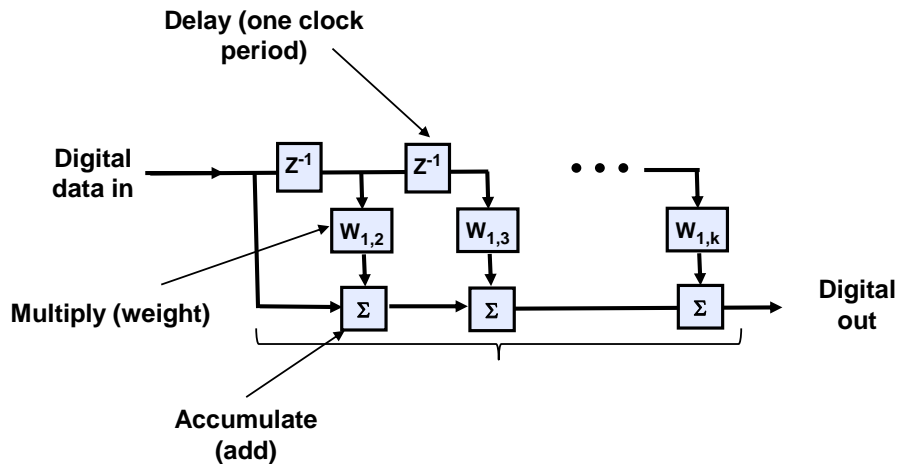 Delay (one clock
period)
Digital
data in
Z-1
Z-1
• • •
W1,2
W1,3
W1,k
Multiply (weight)
Σ
Σ
Σ
Digital
out
Accumulate
(add)